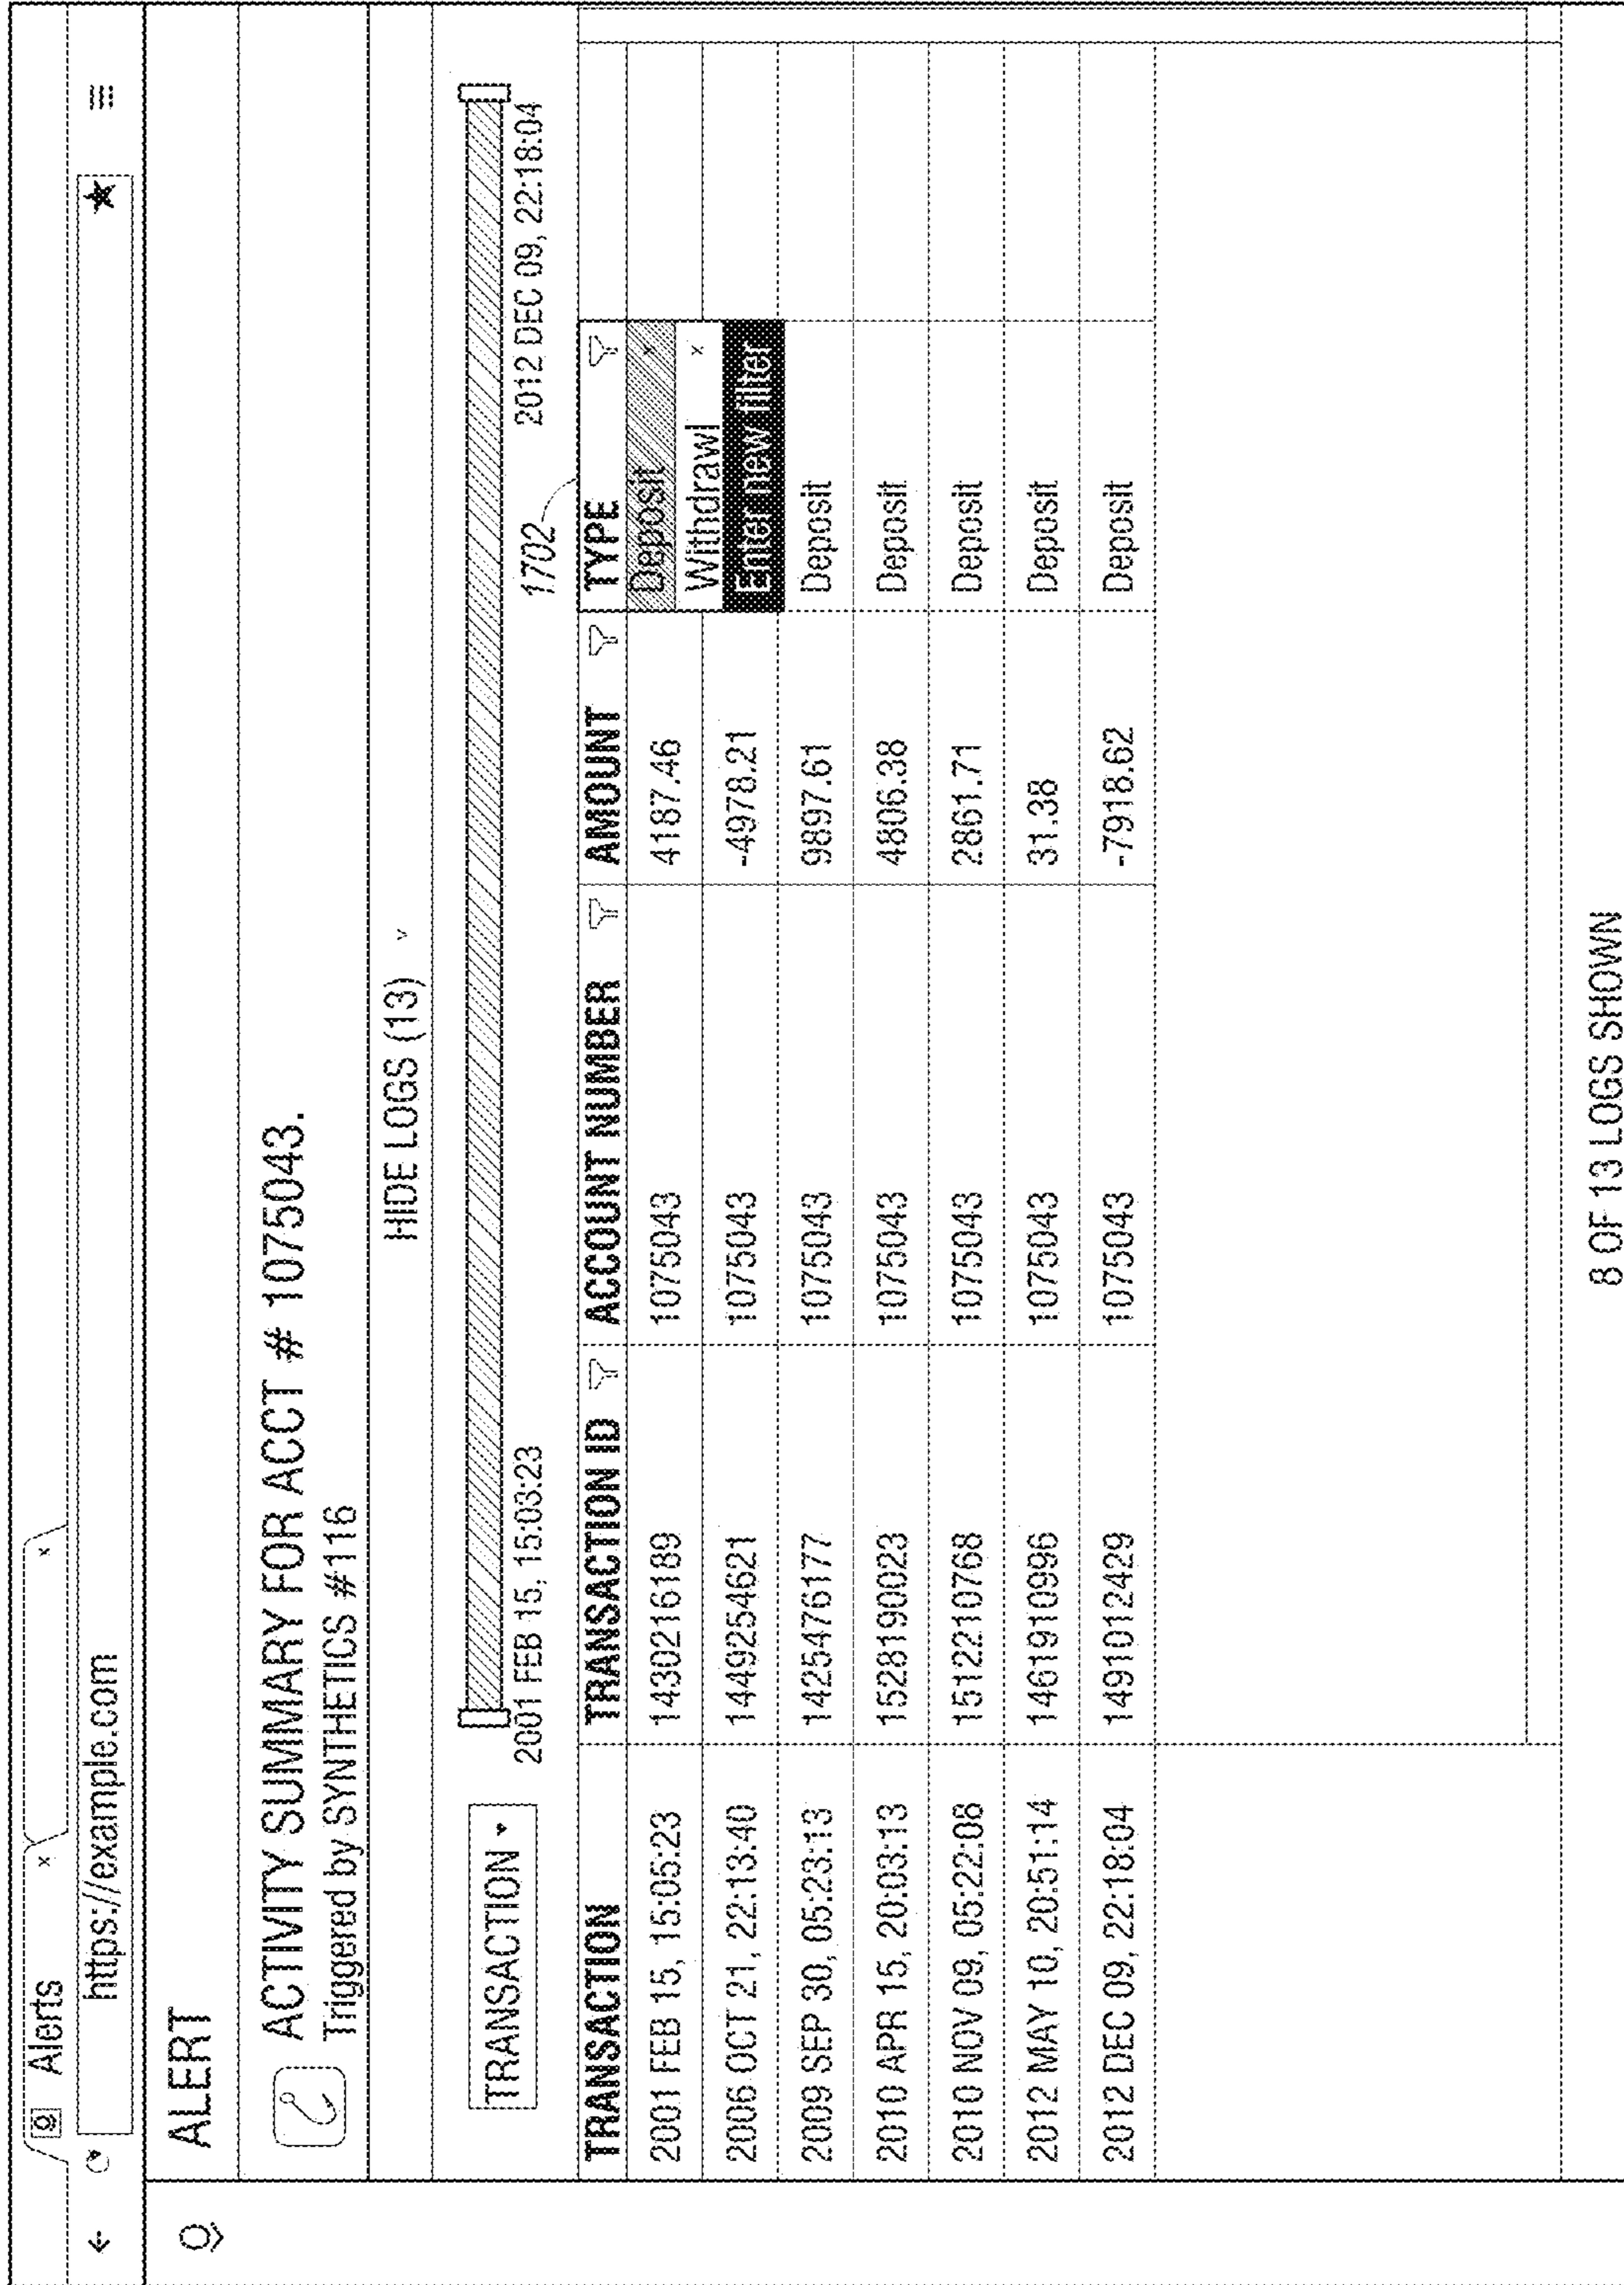 Alerts x x
https://example.com
ALERT
ACTIVITY SUMMARY FOR ACCT # 1075043.
Triggered by SYNTHETICS #116
HIDE LOGS (13) v
TRANSACTION
2001 FEB 15, 15:03:23 2012 DEC 09, 22:18:04
1702
TRANSACTION TRANSACTION ID ACCOUNT NUMBER AMOUNT TYPE
2001 FEB 15, 15:05:23 1430216189 1075043 4187.46 Deposit x
2006 OCT 21, 22:13:40 1449254621 1075043 -4978.21 Withdrawl x
Enter new filter
2009 SEP 30, 05:23:13 1425476177 1075043 9897.61 Deposit
2010 APR 15, 20:03:13 1528190023 1075043 4806.38 Deposit
2010 NOV 09, 05:22:08 1512210768 1075043 2861.71 Deposit
2012 MAY 10, 20:51:14 1461910996 1075043 31.38 Deposit
2012 DEC 09, 22:18:04 1491012429 1075043 -7918.62 Deposit
8 OF 13 LOGS SHOWN